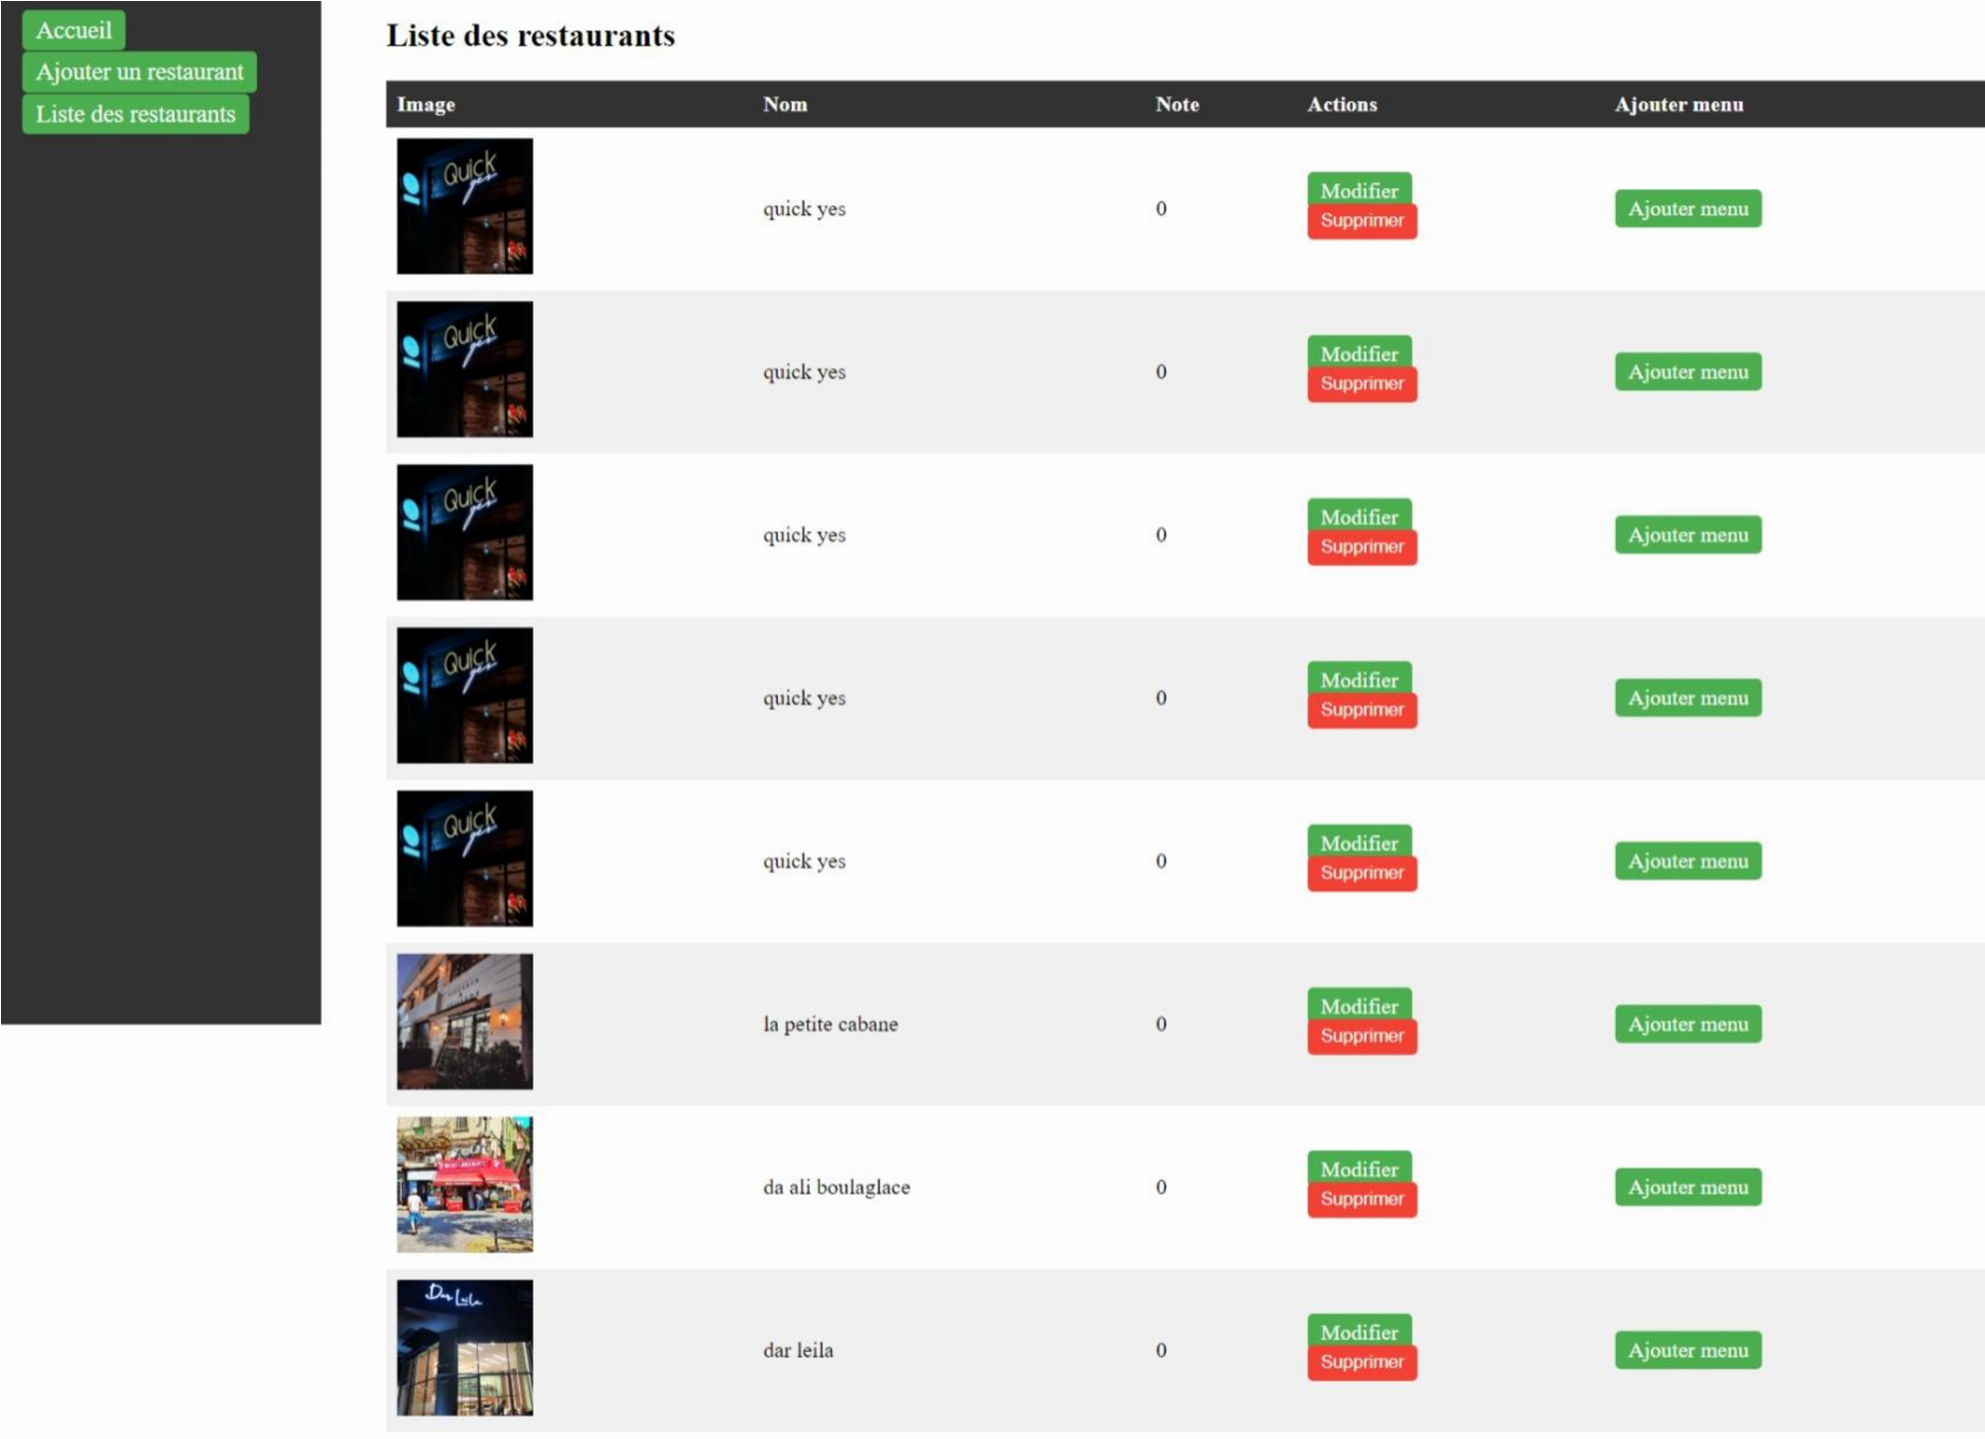 Accueil
Ajouter un restaurant
Liste des restaurants
Liste des restaurants
Image Nom Note Actions Ajouter menu
Quick
yes
quick yes 0 Modifier Supprimer Ajouter menu
Quick
yes
quick yes 0 Modifier Supprimer Ajouter menu
Quick
yes
quick yes 0 Modifier Supprimer Ajouter menu
Quick
yes
quick yes 0 Modifier Supprimer Ajouter menu
Quick
yes
quick yes 0 Modifier Supprimer Ajouter menu
la petite cabane 0 Modifier Supprimer Ajouter menu
da ali boulaglace 0 Modifier Supprimer Ajouter menu
Dar Leila
dar leila 0 Modifier Supprimer Ajouter menu